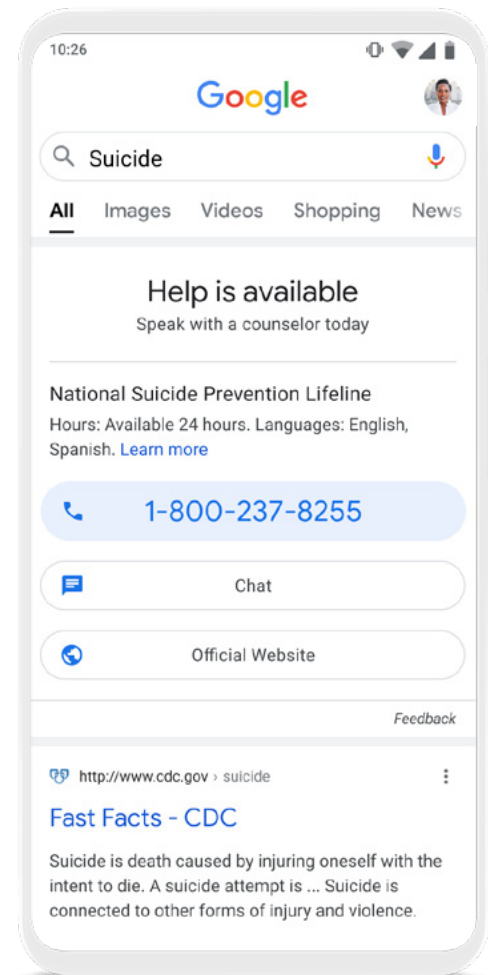 10:26
Google
Suicide
All Images Videos Shopping News
Help is available
Speak with a counselor today
National Suicide Prevention Lifeline
Hours: Available 24 hours. Languages: English,
Spanish. Learn more
1-800-237-8255
Chat
Official Website
Feedback
http://www.cdc.gov › suicide
Fast Facts - CDC
Suicide is death caused by injuring oneself with the
intent to die. A suicide attempt is ... Suicide is
connected to other forms of injury and violence.